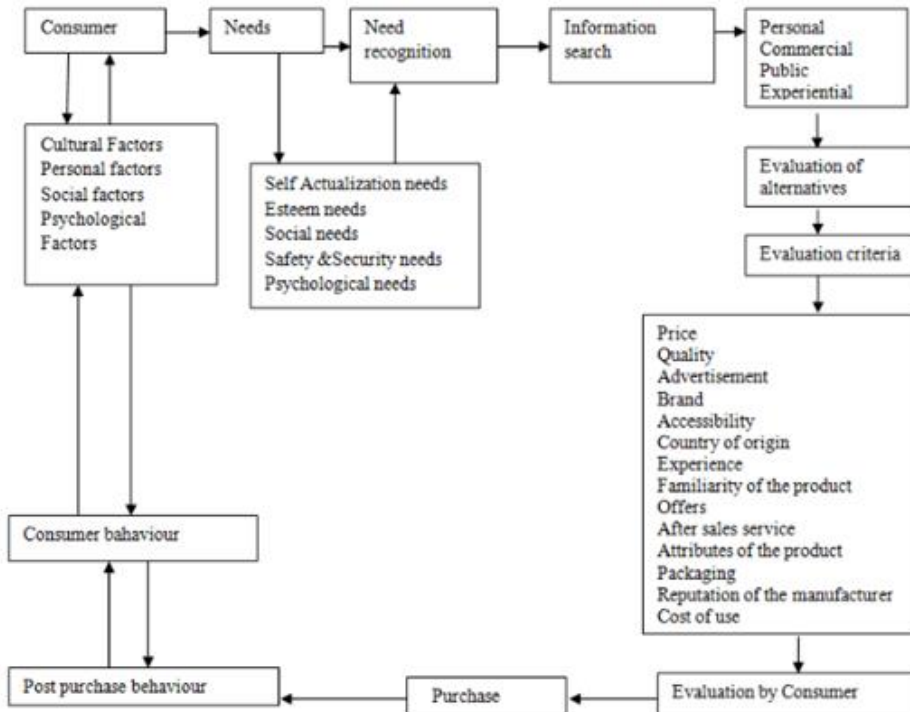 Consumer
Needs
Need
recognition
Information
search
Personal
Commercial
Public
Experiential
Cultural Factors
Personal factors
Social factors
Psychological
Factors
Self Actualization needs
Esteem needs
Social needs
Safety &Security needs
Psychological needs
Evaluation of
alternatives
Evaluation criteria
Price
Quality
Advertisement
Brand
Accessibility
Country of origin
Experience
Familiarity of the product
Offers
After sales service
Attributes of the product
Packaging
Reputation of the manufacturer
Cost of use
Consumer bahaviour
Post purchase behaviour
Purchase
Evaluation by Consumer